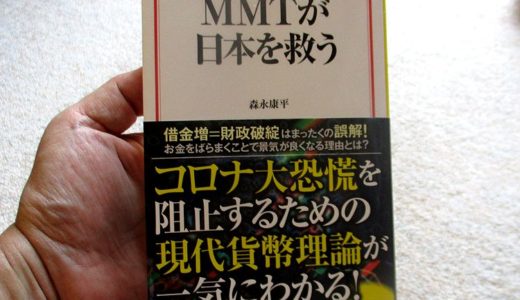 MMTが
日本を救う
森永康平
借金増=財政破綻はまったくの誤解!
お金をばらまくことで景気が良くなる理由とは?
コロナ大恐慌を
阻止するための
現代貨幣理論が
一気にわかる!